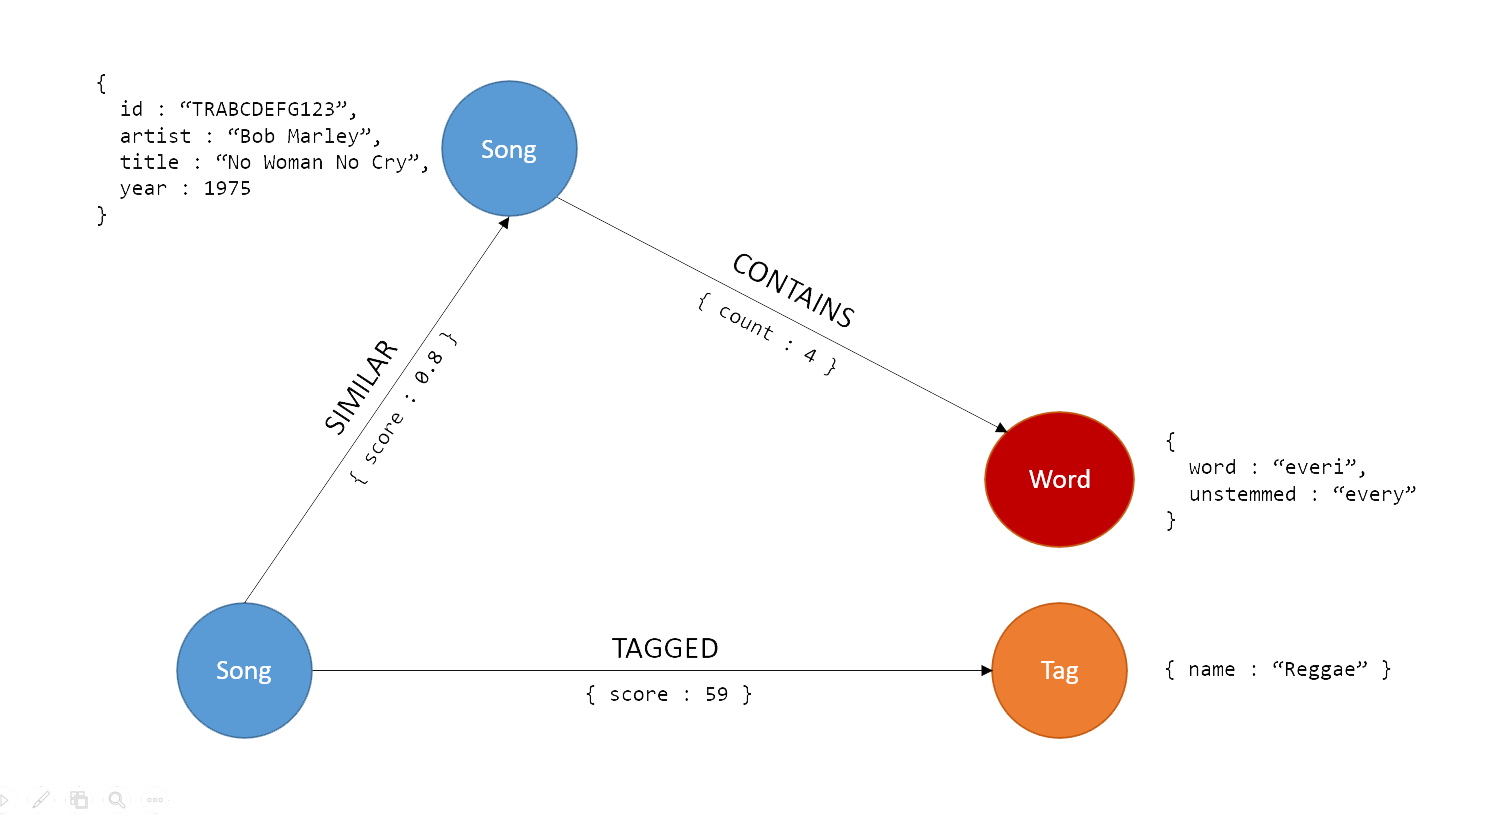 {
id : “TRABCDEFG123”,
artist : “Bob Marley”,
title : “No Woman No Cry”,
year : 1975
}
Song
CONTAINS
{ count : 4 }
SIMILAR
{ score : 0.8 }
Word
{
word : “everi”,
unstemmed : “every”
}
Song
TAGGED
{ score : 59 }
Tag
{ name : “Reggae” }